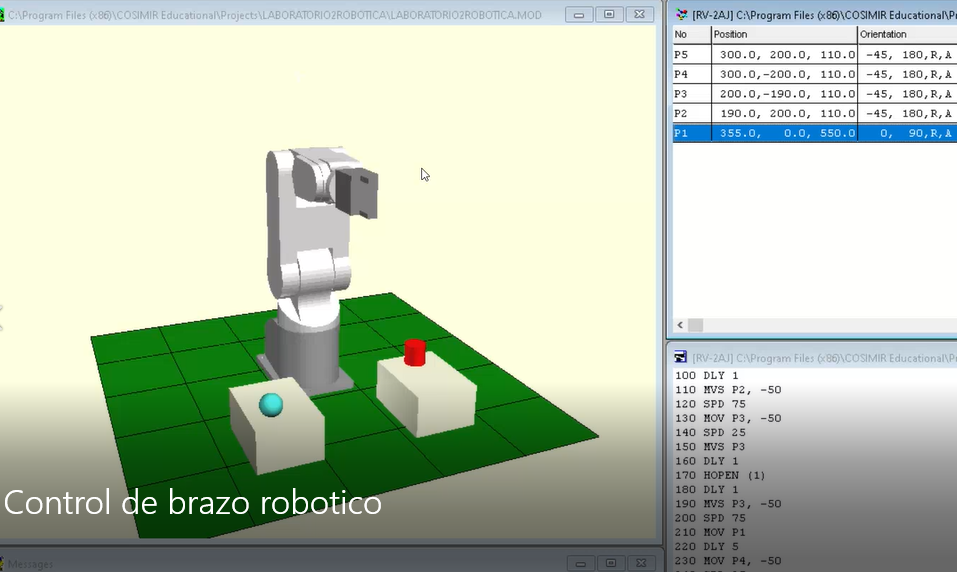 C:\Program Files (x86)\COSIMIR Educational\Projects\LABORATORIO2ROBOTICA\LABORATORIO2ROBOTICA.MOD
Control de brazo robotico
Messages
[RV-2AJ] C:\Program Files (x86)\COSIMIR Educational\P
No Position Orientation
P5 300.0, 200.0, 110.0 -45, 180,R,A
P4 300.0,-200.0, 110.0 -45, 180,R,A
P3 200.0,-190.0, 110.0 -45, 180,R,A
P2 190.0, 200.0, 110.0 -45, 180,R,A
P1 355.0, 0.0, 550.0 0, 90,R,A
[RV-2AJ] C:\Program Files (x86)\COSIMIR Educational\P
100 DLY 1
110 MVS P2, -50
120 SPD 75
130 MOV P3, -50
140 SPD 25
150 MVS P3
160 DLY 1
170 HOPEN (1)
180 DLY 1
190 MVS P3, -50
200 SPD 75
210 MOV P1
220 DLY 5
230 MOV P4, -50